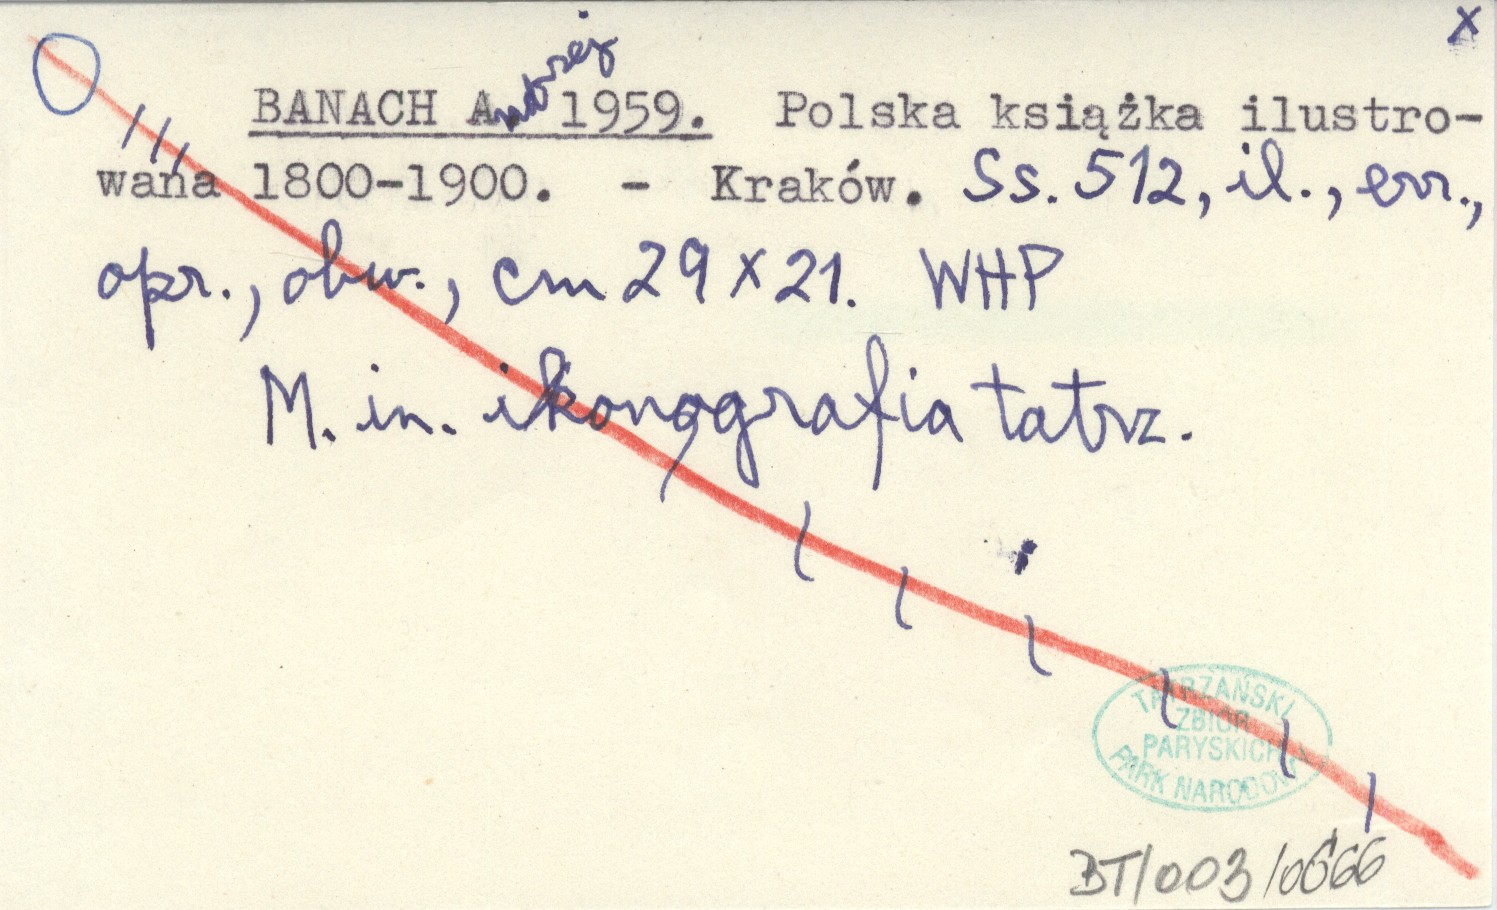 x
BANACH Andrzej 1959. Polska książka ilustro-
wana 1800-1900. - Kraków. Ss. 512, il., err.,
opr., obw., cm 29 x 21. WHP
M. in. ikonografia tatrz.
TATRZAŃSKI
ZBIÓR
PARYSKICH
PARK NARODOWY
BT/003/0666